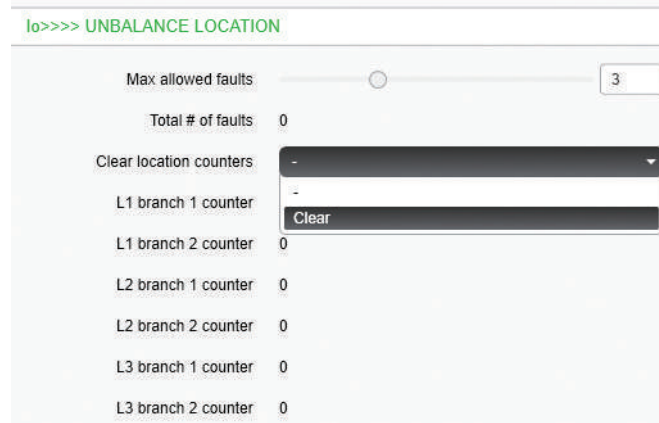 Io>>>> UNBALANCE LOCATION
Max allowed faults 3
Total # of faults 0
Clear location counters -
-
L1 branch 1 counter
Clear
L1 branch 2 counter 0
L2 branch 1 counter 0
L2 branch 2 counter 0
L3 branch 1 counter 0
L3 branch 2 counter 0